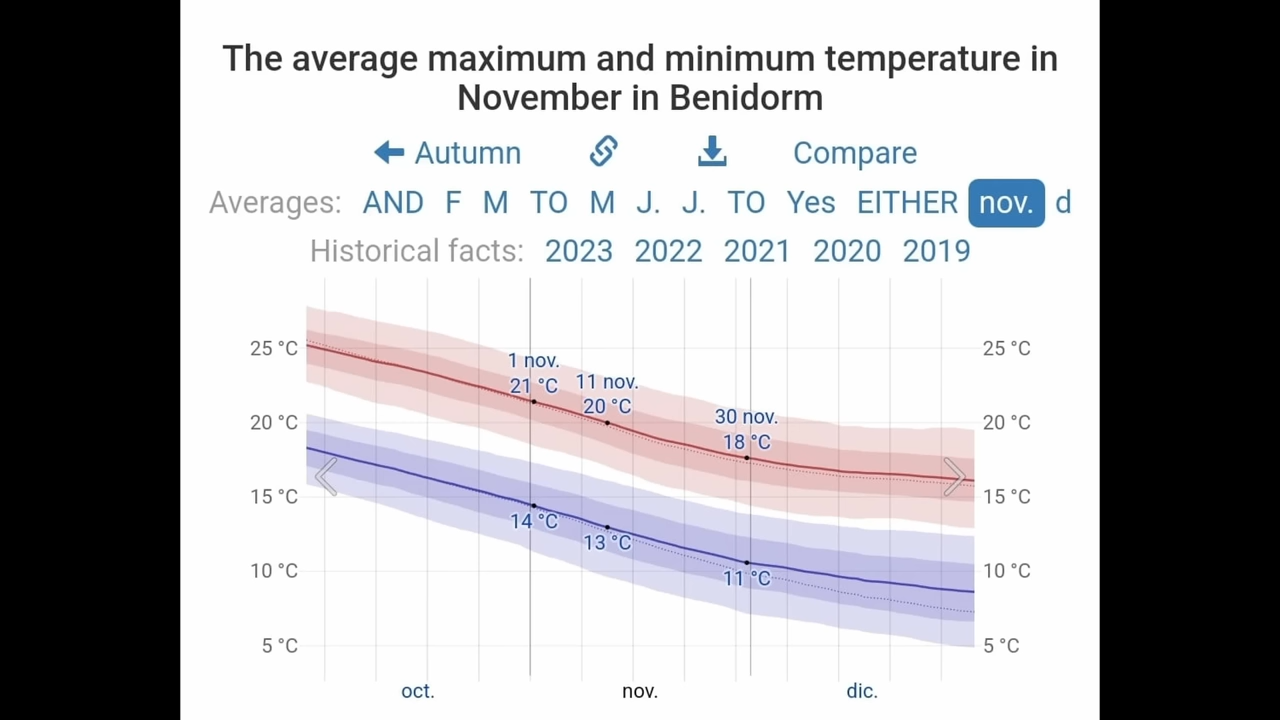 The average maximum and minimum temperature in
November in Benidorm
Autumn Compare
Averages: AND F M TO M J. J. TO Yes EITHER nov. d
Historical facts: 2023 2022 2021 2020 2019
25 °C 25 °C
1 nov.
21 °C
11 nov.
20 °C
20 °C 20 °C
30 nov.
18 °C
15 °C 15 °C
14 °C
13 °C
10 °C 10 °C
11 °C
5 °C 5 °C
oct. nov. dic.